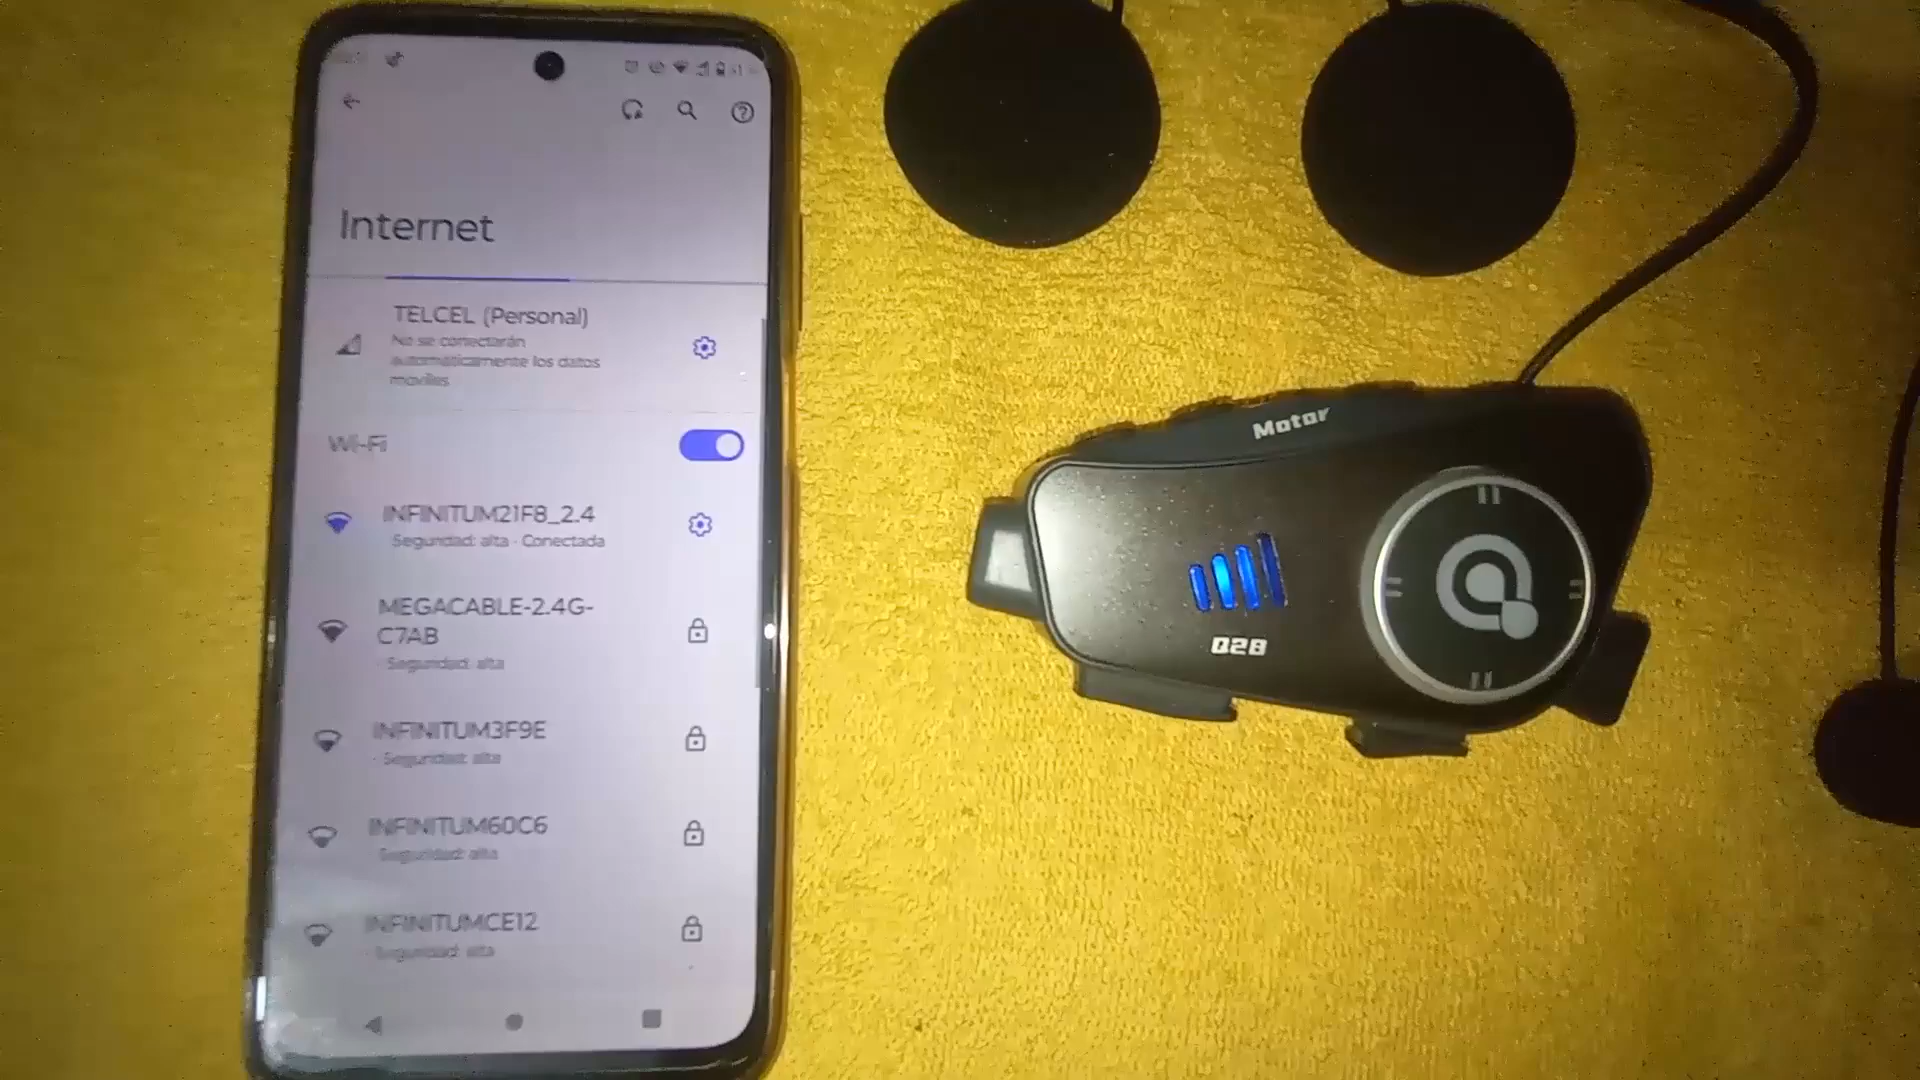 Internet
TELCEL (Personal)
No se conectarán
automáticamente los datos
móviles
Wi-Fi
INFINITUM21F8_2.4
Seguridad: alta · Conectada
MEGACABLE-2.4G-
C7AB
· Seguridad: alta
INFINITUM3F9E
· Seguridad: alta
INFINITUM60C6
Seguridad: alta
INFINITUMCE12
· Seguridad: alta
Motor
Q28